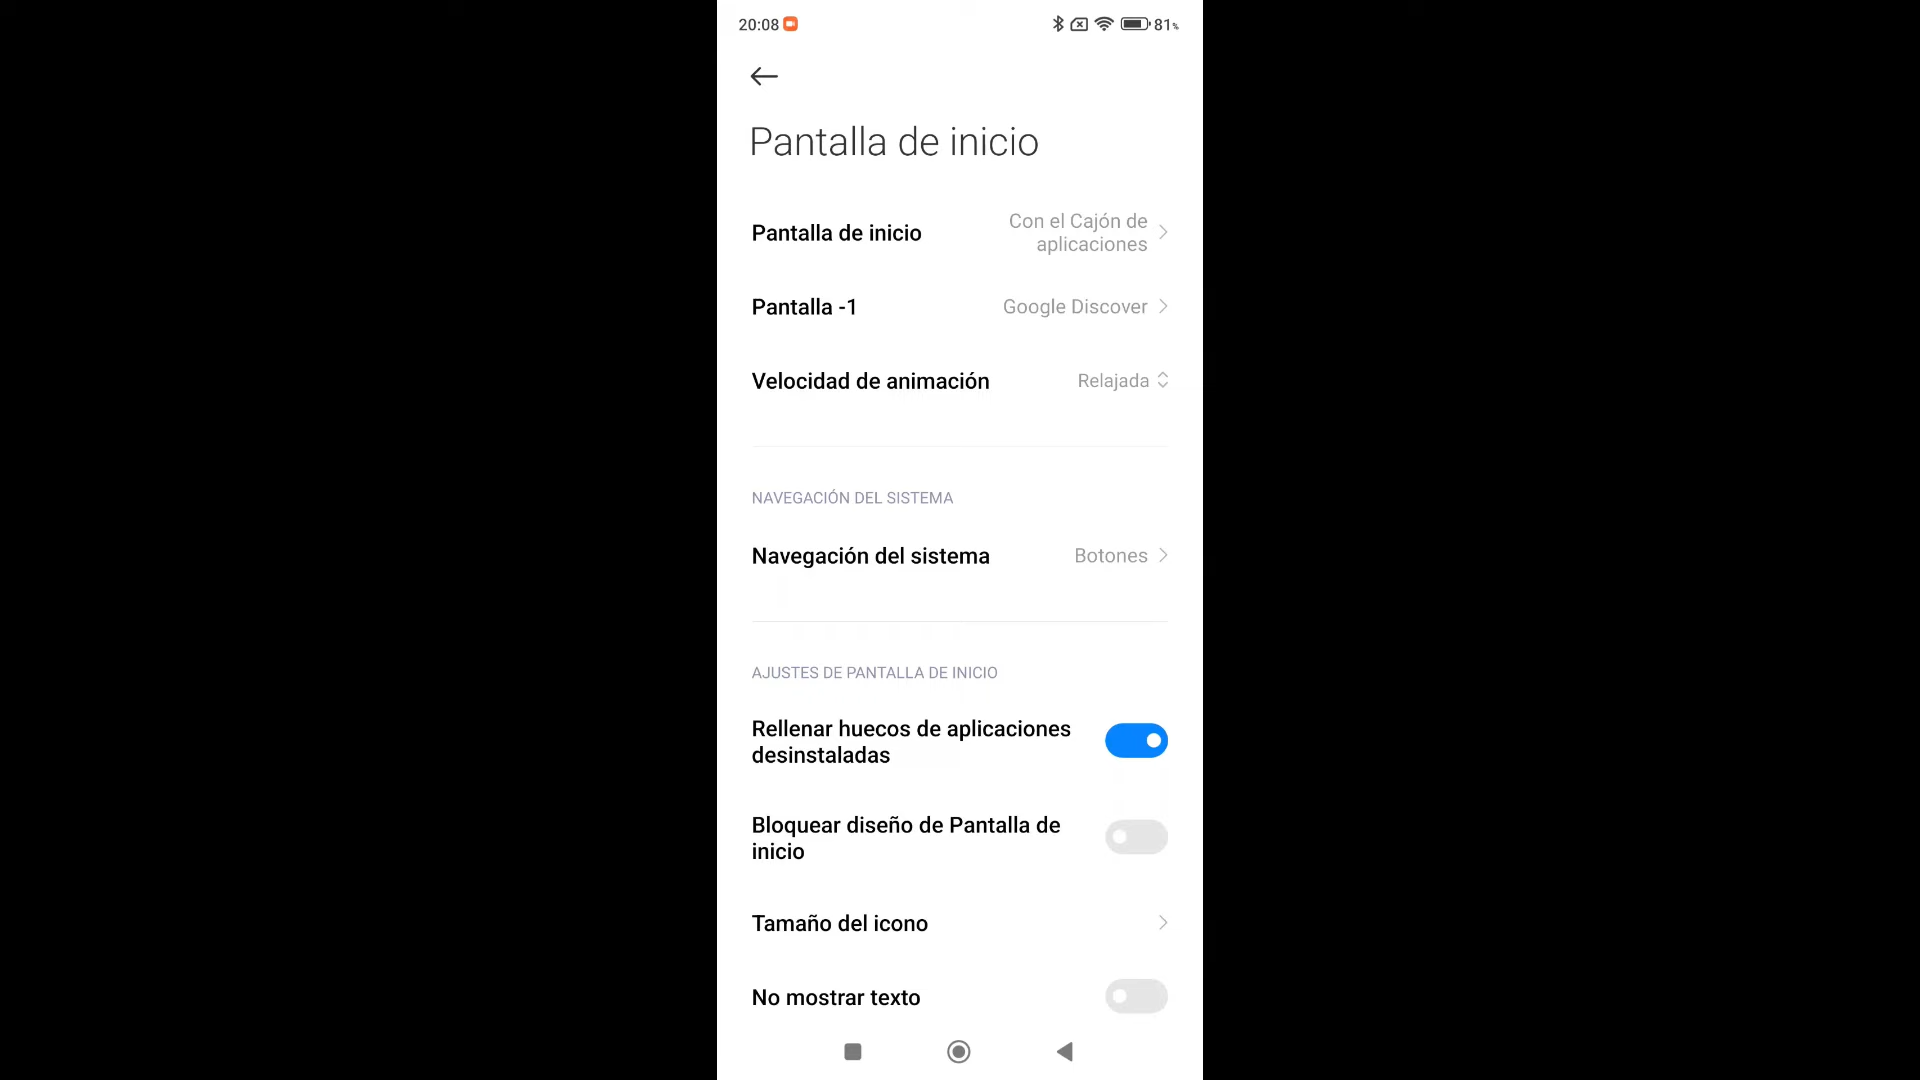 20:08 81%
Pantalla de inicio
Pantalla de inicio
Con el Cajón de
aplicaciones
Pantalla -1
Google Discover
Velocidad de animación
Relajada
NAVEGACIÓN DEL SISTEMA
Navegación del sistema
Botones
AJUSTES DE PANTALLA DE INICIO
Rellenar huecos de aplicaciones
desinstaladas
Bloquear diseño de Pantalla de
inicio
Tamaño del icono
No mostrar texto